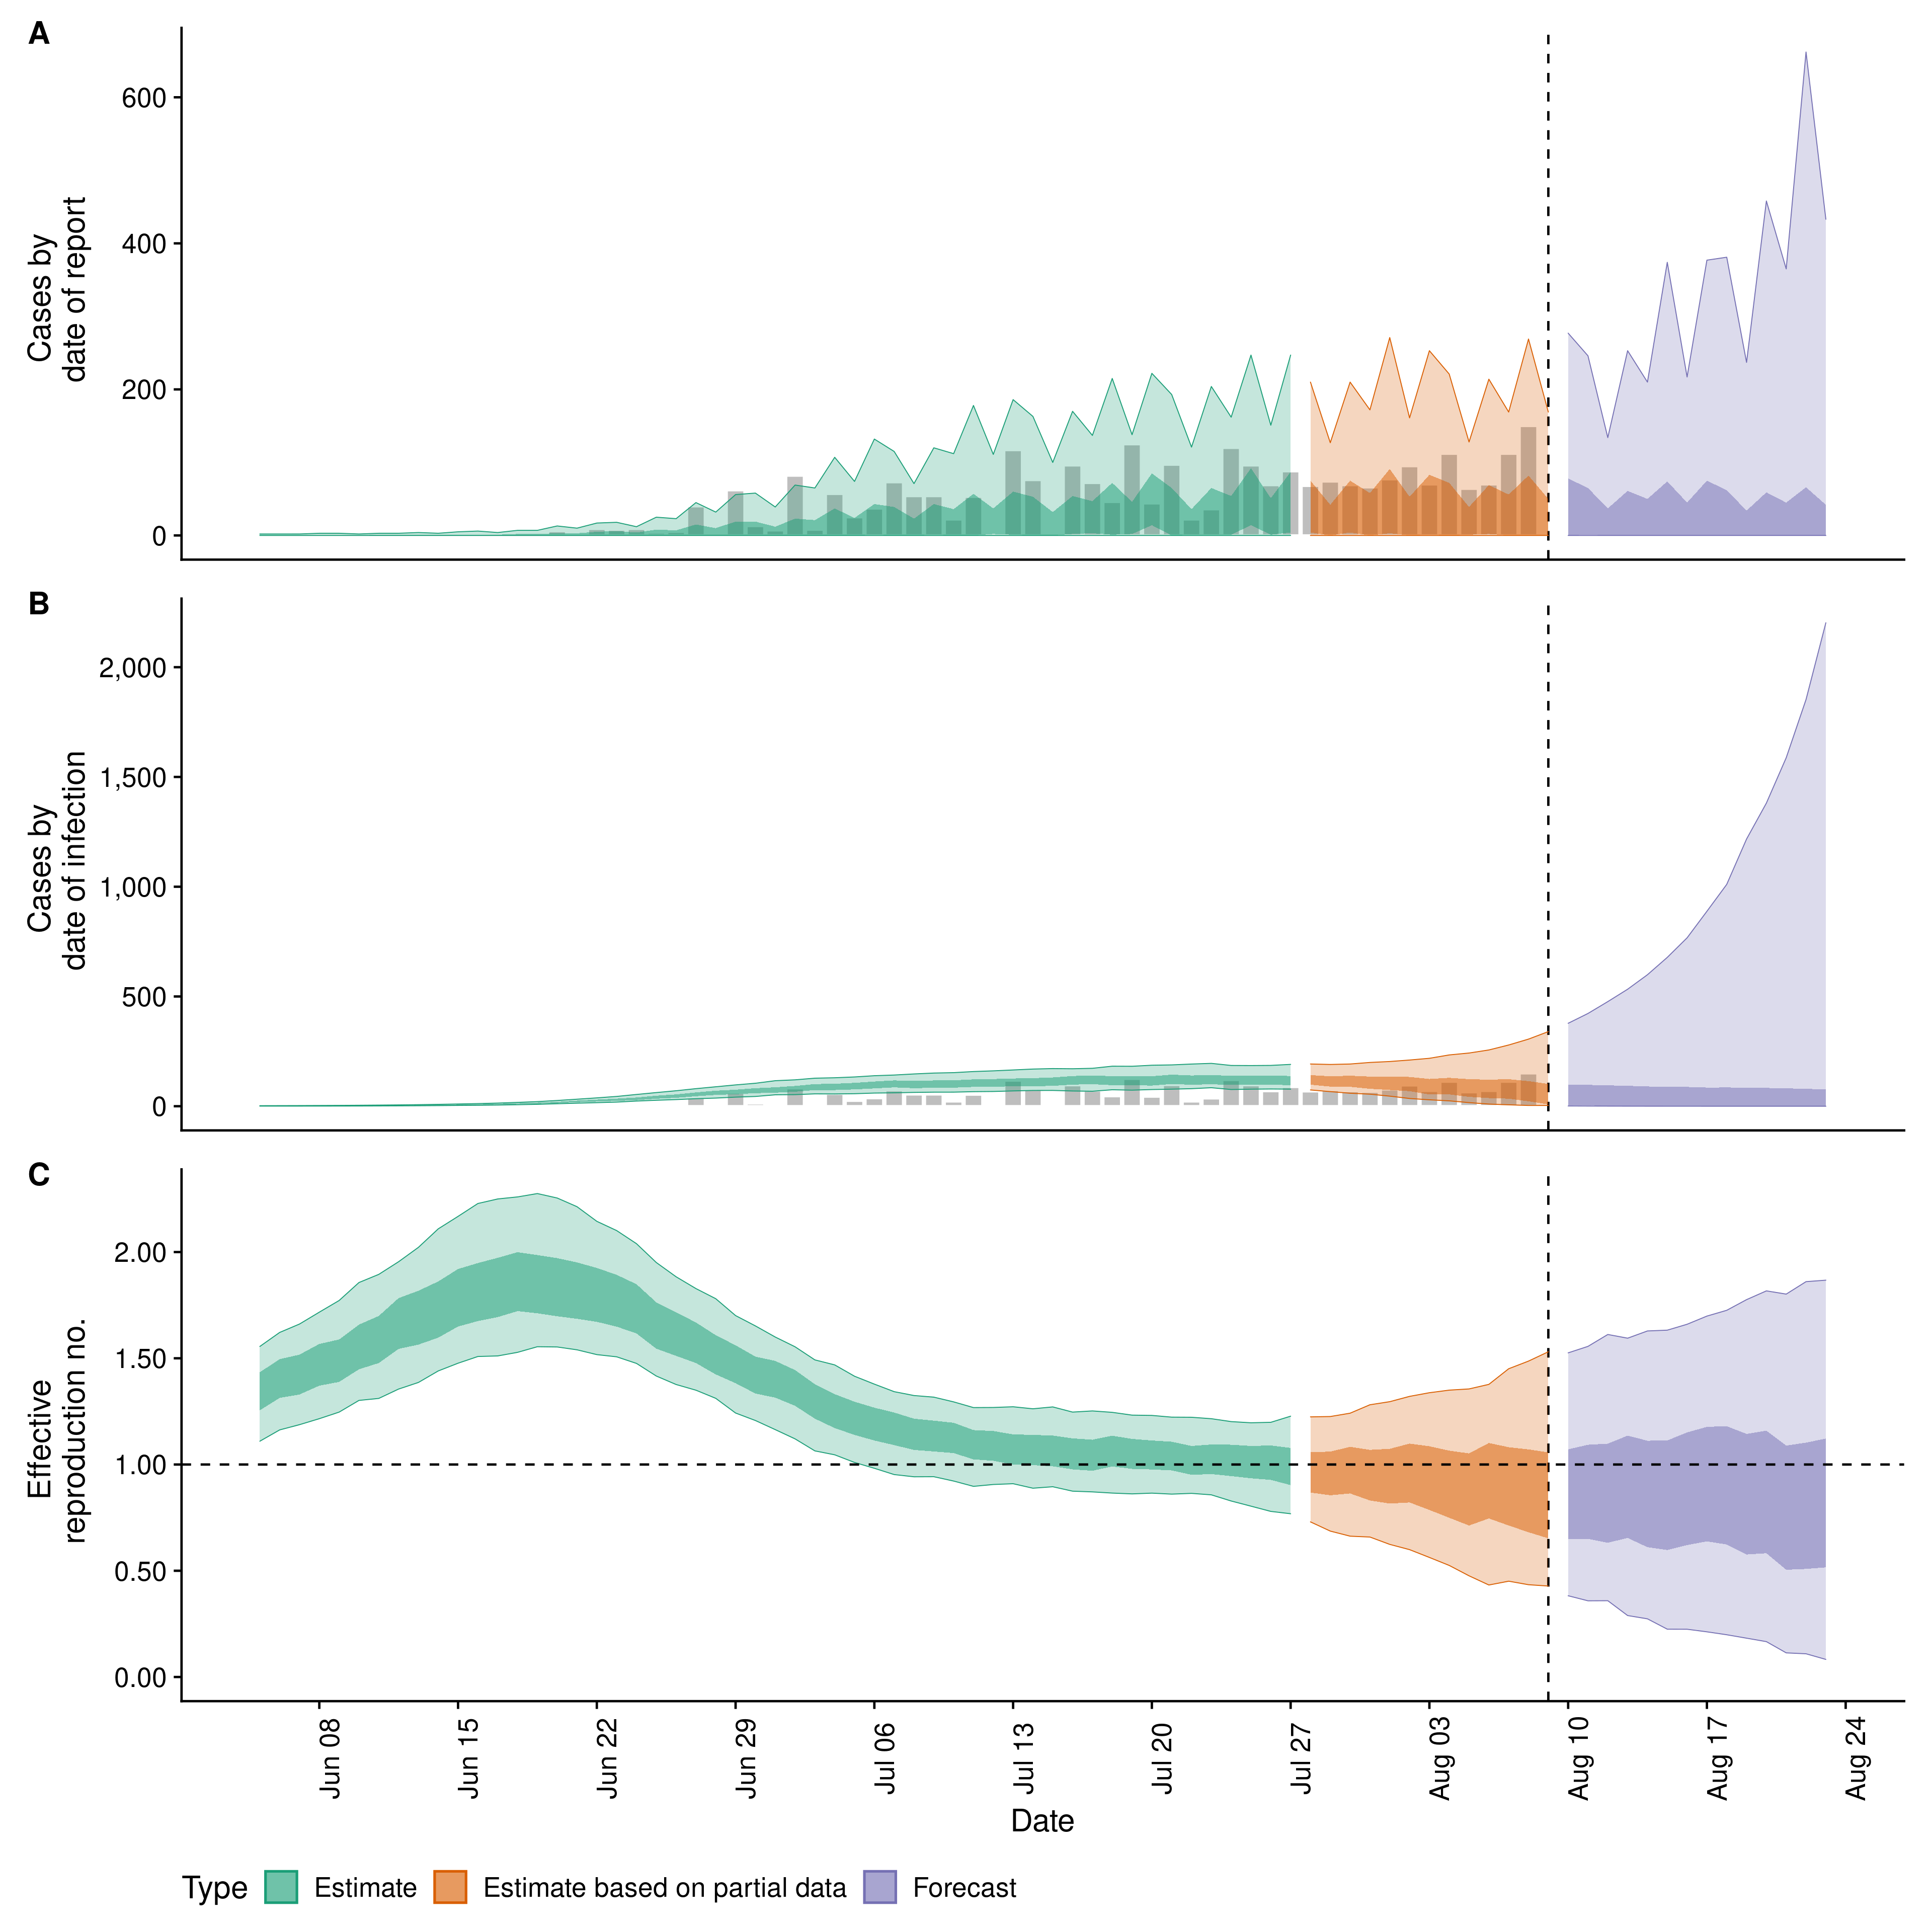 A
Cases by
date of report
600
400
200
0
B
Cases by
date of infection
2,000
1,500
1,000
500
0
C
Effective
reproduction no.
2.00
1.50
1.00
0.50
0.00
Jun 08
Jun 15
Jun 22
Jun 29
Jul 06
Jul 13
Jul 20
Jul 27
Aug 03
Aug 10
Aug 17
Aug 24
Date
Type Estimate Estimate based on partial data Forecast